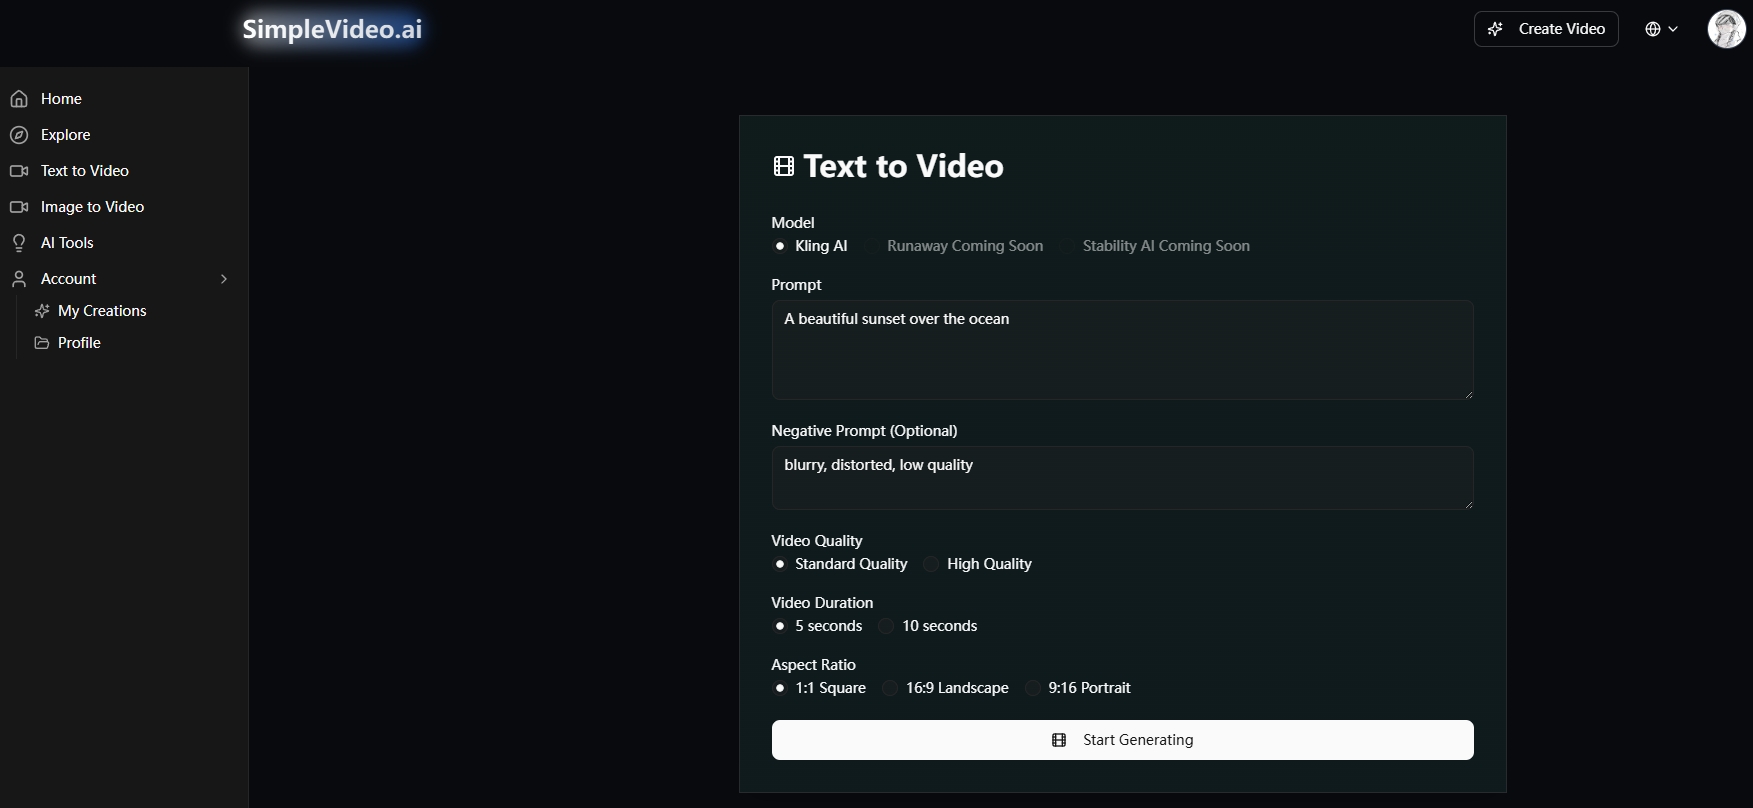 SimpleVideo.ai
Create Video
Home
Explore
Text to Video
Image to Video
AI Tools
Account
My Creations
Profile
Text to Video
Model
Kling AI Runaway Coming Soon Stability AI Coming Soon
Prompt
A beautiful sunset over the ocean
Negative Prompt (Optional)
blurry, distorted, low quality
Video Quality
Standard Quality High Quality
Video Duration
5 seconds 10 seconds
Aspect Ratio
1:1 Square 16:9 Landscape 9:16 Portrait
Start Generating